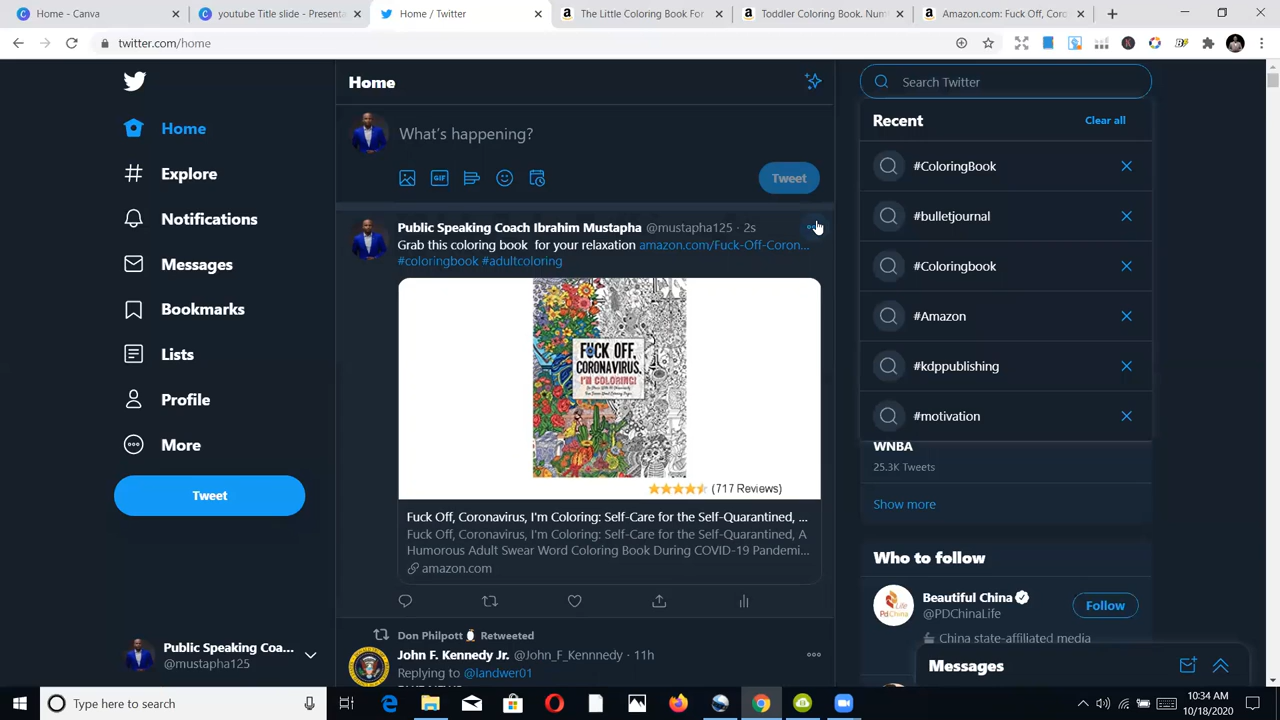 Home - Canva
youtube Title slide - Presenta
Home / Twitter
The Little Coloring Book For
Toddler Coloring Book. Num
Amazon.com: Fuck Off, Coro
twitter.com/home
Home
Search Twitter
Home
Explore
Notifications
Messages
Bookmarks
Lists
Profile
More
Tweet
Public Speaking Coa...
@mustapha125
What's happening?
GIF
Tweet
Public Speaking Coach Ibrahim Mustapha @mustapha125 · 2s
Grab this coloring book for your relaxation amazon.com/Fuck-Off-Coron...
#coloringbook #adultcoloring
FUCK OFF,
CORONAVIRUS,
I'M COLORING!
(717 Reviews)
Fuck Off, Coronavirus, I'm Coloring: Self-Care for the Self-Quarantined, ...
Fuck Off, Coronavirus, I'm Coloring: Self-Care for the Self-Quarantined, A
Humorous Adult Swear Word Coloring Book During COVID-19 Pandemi...
amazon.com
Don Philpott Retweeted
John F. Kennedy Jr. @John_F_Kennnedy · 11h
Replying to @landwer01
Recent
Clear all
#ColoringBook
#bulletjournal
#Coloringbook
#Amazon
#kdppublishing
#motivation
WNBA
25.3K Tweets
Show more
Who to follow
Beautiful China
@PDChinaLife
Follow
China state-affiliated media
Messages
Type here to search
10:34 AM
10/18/2020